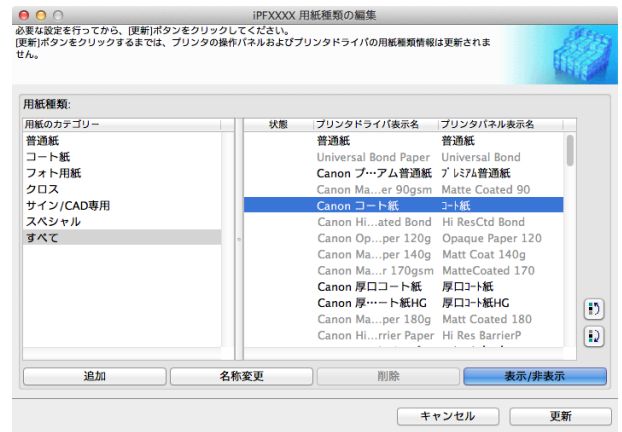 iPFXXXX 用紙種類の編集
必要な設定を行ってから、[更新]ボタンをクリックしてください。
[更新]ボタンをクリックするまでは、プリンタの操作パネルおよびプリンタドライバの用紙種類情報は更新されま
せん。
用紙種類:
用紙のカテゴリー
普通紙
コート紙
フォト用紙
クロス
サイン/CAD専用
スペシャル
すべて
状態 プリンタドライバ表示名 プリンタパネル表示名
普通紙 普通紙
Universal Bond Paper Universal Bond
Canon プ…アム普通紙 プレミアム普通紙
Canon Ma…er 90gsm Matte Coated 90
Canon コート紙 コート紙
Canon Hi…ated Bond Hi ResCtd Bond
Canon Op…per 120g Opaque Paper 120
Canon Ma…per 140g Matt Coat 140g
Canon Ma…r 170gsm MatteCoated 170
Canon 厚口コート紙 厚口コート紙
Canon 厚…ート紙HG 厚口コート紙HG
Canon Ma…per 180g Matt Coated 180
Canon Hi…rrier Paper Hi Res BarrierP
追加 名称変更 削除 表示/非表示
キャンセル 更新